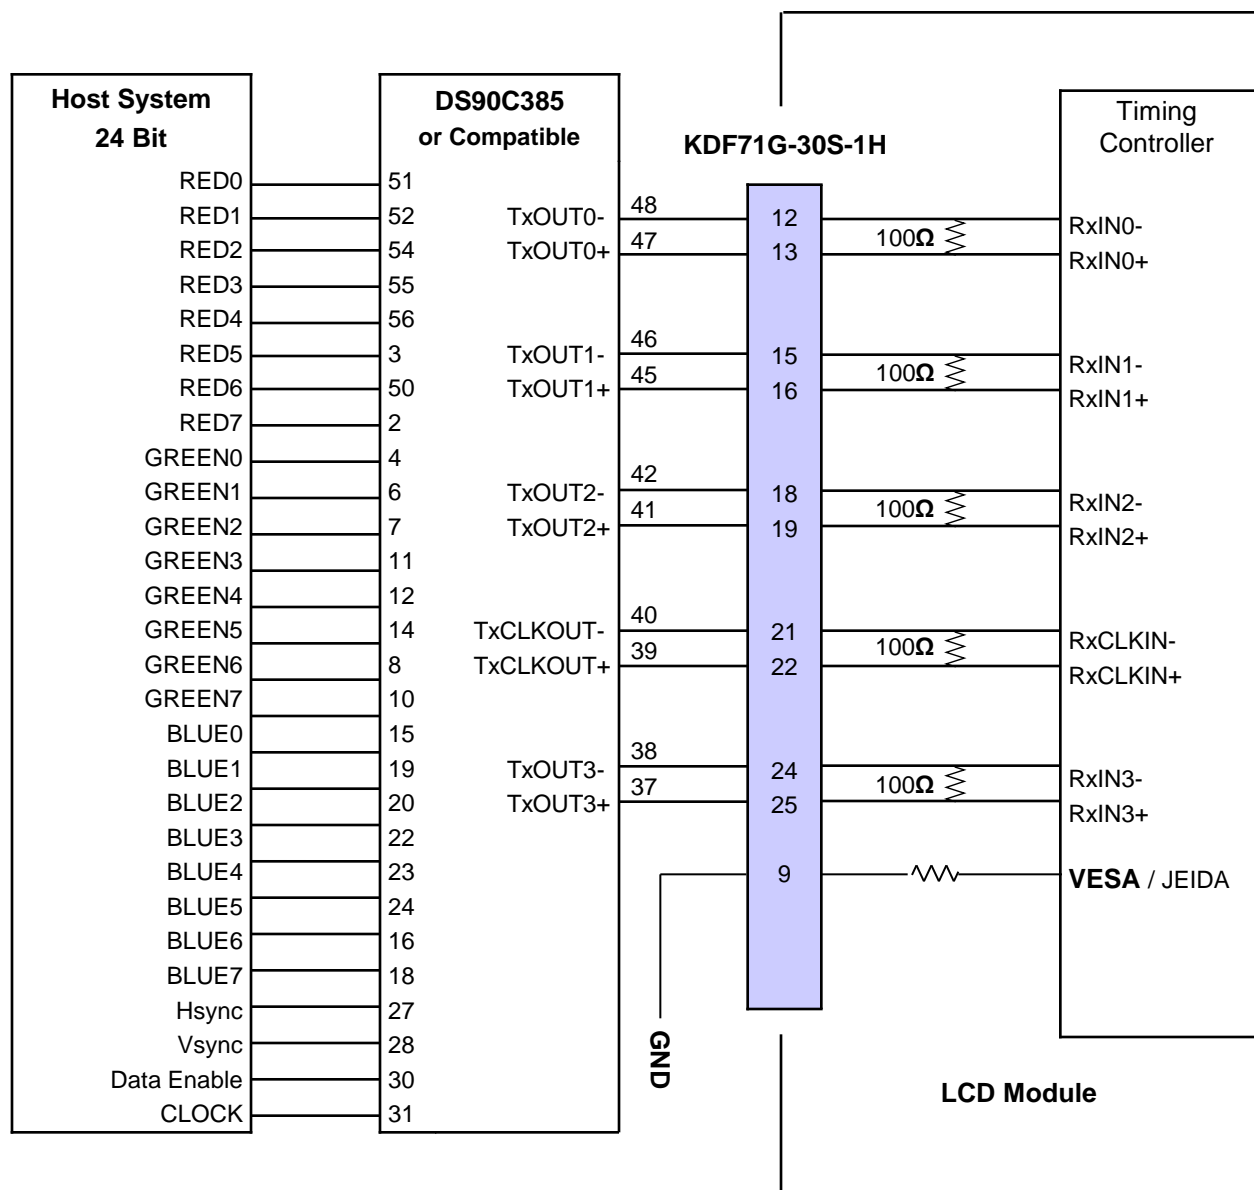 Host System
24 Bit
RED0
RED1
RED2
RED3
RED4
RED5
RED6
RED7
GREEN0
GREEN1
GREEN2
GREEN3
GREEN4
GREEN5
GREEN6
GREEN7
BLUE0
BLUE1
BLUE2
BLUE3
BLUE4
BLUE5
BLUE6
BLUE7
Hsync
Vsync
Data Enable
CLOCK
DS90C385
or Compatible
51
52
54
55
56
3
50
2
4
6
7
11
12
14
8
10
15
19
20
22
23
24
16
18
27
28
30
31
TxOUT0-
TxOUT0+
TxOUT1-
TxOUT1+
TxOUT2-
TxOUT2+
TxCLKOUT-
TxCLKOUT+
TxOUT3-
TxOUT3+
48
47
46
45
42
41
40
39
38
37
GND
KDF71G-30S-1H
12
13
15
16
18
19
21
22
24
25
9
100Ω
100Ω
100Ω
100Ω
100Ω
Timing
Controller
RxIN0-
RxIN0+
RxIN1-
RxIN1+
RxIN2-
RxIN2+
RxCLKIN-
RxCLKIN+
RxIN3-
RxIN3+
VESA / JEIDA
LCD Module